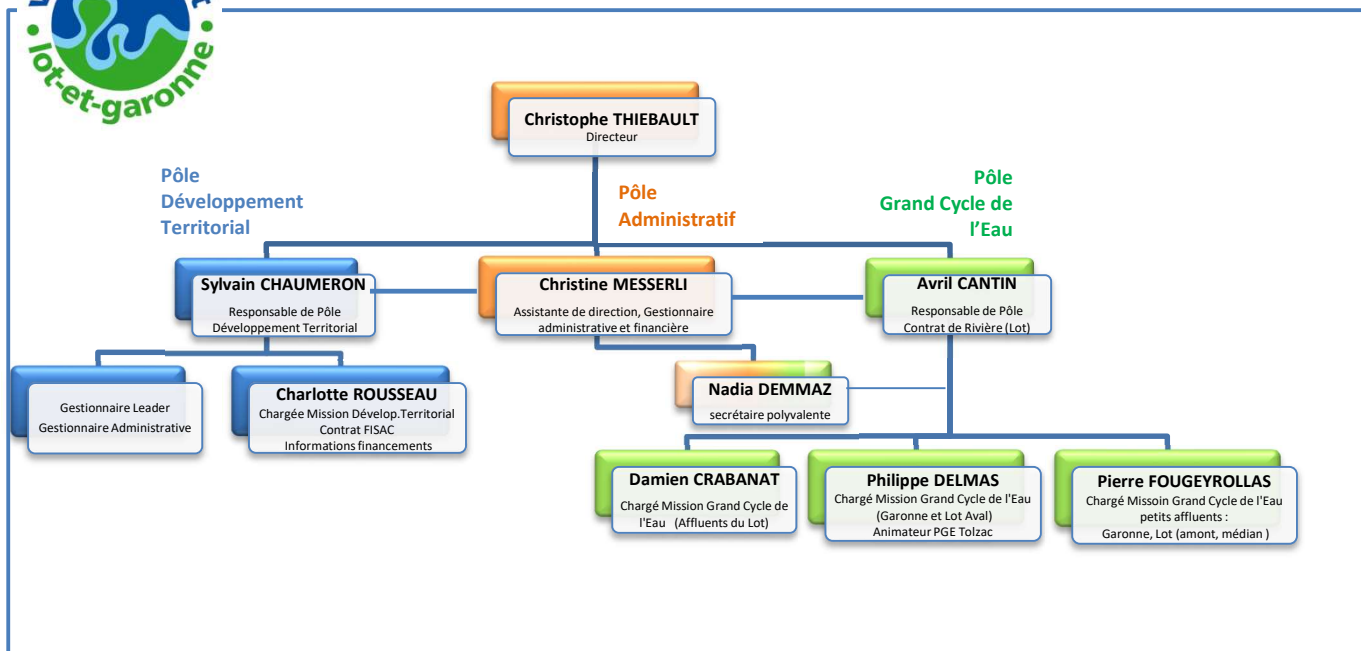 lot-et-garonne
Christophe THIEBAULT
Directeur
Pôle
Développement
Territorial
Pôle
Administratif
Pôle
Grand Cycle de
l'Eau
Sylvain CHAUMERON
Responsable de Pôle
Développement Territorial
Christine MESSERLI
Assistante de direction, Gestionnaire
administrative et financière
Avril CANTIN
Responsable de Pôle
Contrat de Rivière (Lot)
Gestionnaire Leader
Gestionnaire Administrative
Charlotte ROUSSEAU
Chargée Mission Dévelop.Territorial
Contrat FISAC
Informations financements
Nadia DEMMAZ
secrétaire polyvalente
Damien CRABANAT
Chargé Mission Grand Cycle de
l'Eau (Affluents du Lot)
Philippe DELMAS
Chargé Mission Grand Cycle de l'Eau
(Garonne et Lot Aval)
Animateur PGE Tolzac
Pierre FOUGEYROLLAS
Chargé Missoin Grand Cycle de l'Eau
petits affluents :
Garonne, Lot (amont, médian )